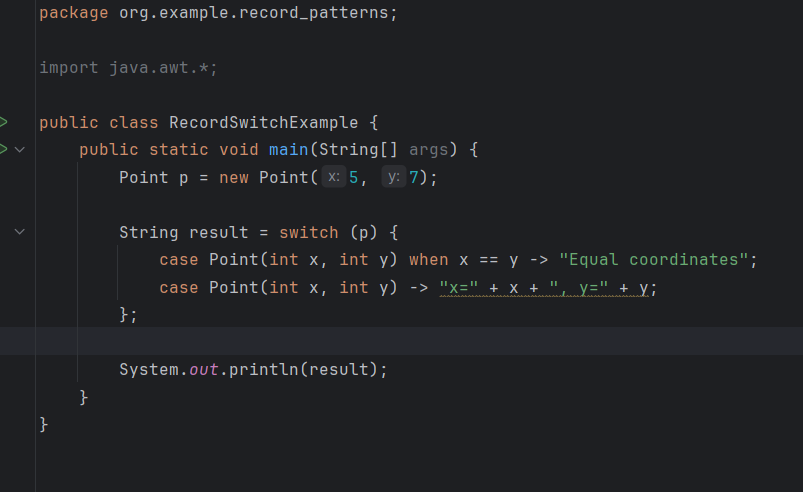 package org.example.record_patterns;
import java.awt.*;
public class RecordSwitchExample {
public static void main(String[] args) {
Point p = new Point( x: 5, y: 7);
String result = switch (p) {
case Point(int x, int y) when x == y -> "Equal coordinates";
case Point(int x, int y) -> "x=" + x + ", y=" + y;
};
System.out.println(result);
}
}